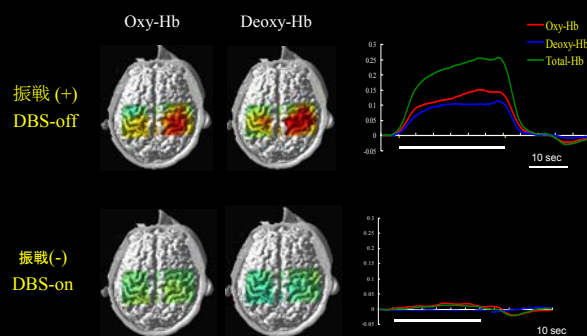 Oxy-Hb
Deoxy-Hb
Oxy-Hb
Deoxy-Hb
Total-Hb
振戦 (+)
DBS-off
0.3
0.25
0.2
0.15
0.1
0.05
0
-0.05
10 sec
振戦(-)
DBS-on
0.3
0.25
0.2
0.15
0.1
0.05
0
-0.05
10 sec